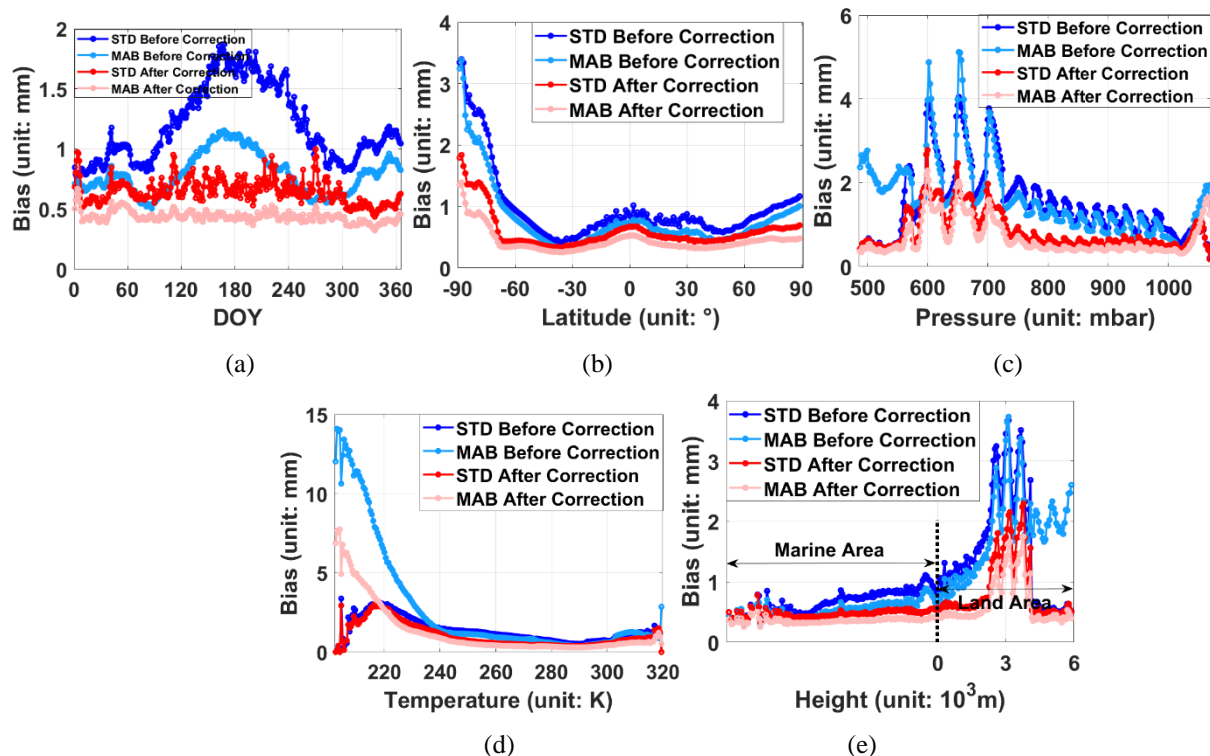 2
1.5
1
0.5
0
Bias (unit: mm)
STD Before Correction
MAB Before Correction
STD After Correction
MAB After Correction
0 60 120 180 240 300 360
DOY
(a)
4
3
2
1
0
Bias (unit: mm)
STD Before Correction
MAB Before Correction
STD After Correction
MAB After Correction
-90 -60 -30 0 30 60 90
Latitude (unit: °)
(b)
6
4
2
0
Bias (unit: mm)
STD Before Correction
MAB Before Correction
STD After Correction
MAB After Correction
500 600 700 800 900 1000
Pressure (unit: mbar)
(c)
15
10
5
0
Bias (unit: mm)
STD Before Correction
MAB Before Correction
STD After Correction
MAB After Correction
220 240 260 280 300 320
Temperature (unit: K)
(d)
4
3
2
1
0
Bias (unit: mm)
STD Before Correction
MAB Before Correction
STD After Correction
MAB After Correction
Marine Area
Land Area
0 3 6
Height (unit: 10³m)
(e)